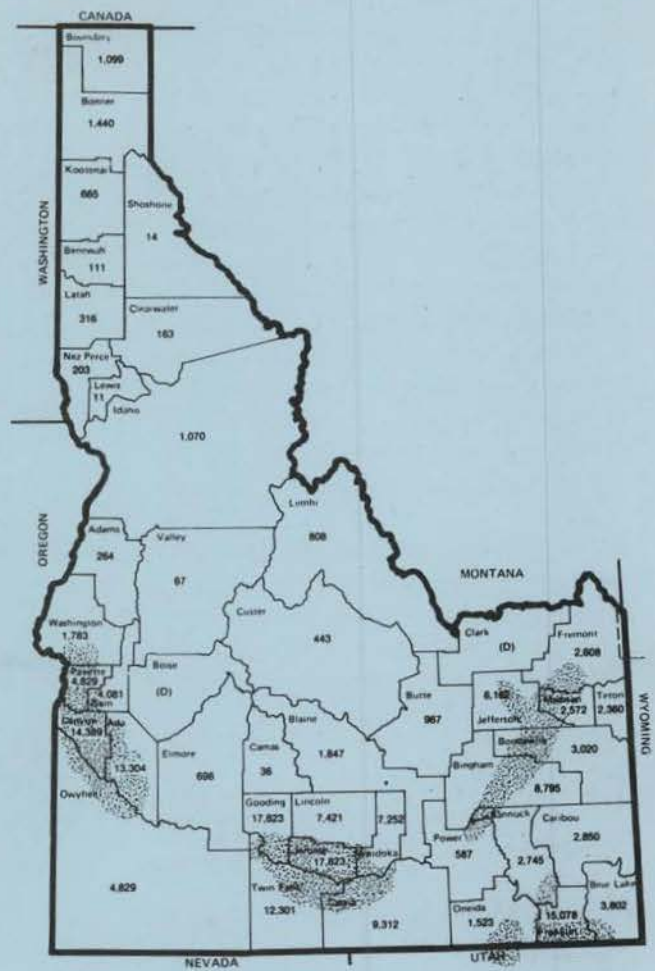 CANADA
Boundary
1,099
Bonner
1,440
WASHINGTON
Kootenai
665
Shoshone
14
Benewah
111
Latah
316
Clearwater
163
Nez Perce
203
Lewis
11
Idaho
1,070
OREGON
Adams
264
Valley
67
Lemhi
808
MONTANA
Washington
1,783
Custer
443
Clark
(D)
Fremont
2,608
Payette
4,829
4,081
Boise
(D)
Butte
967
Jefferson
Madison
2,572
Teton
2,360
WYOMING
Canyon
14,389
Ada
13,304
Elmore
698
Camas
36
Blaine
1,847
Bingham
8,795
Bonneville
3,020
Owyhee
4,829
Gooding
17,623
Lincoln
7,421
7,252
Jerome
17,823
Minidoka
Power
587
Bannock
2,745
Caribou
2,850
Twin Falls
12,301
Cassia
9,312
Oneida
1,523
15,078
Franklin
Bear Lake
3,802
NEVADA
UTAH